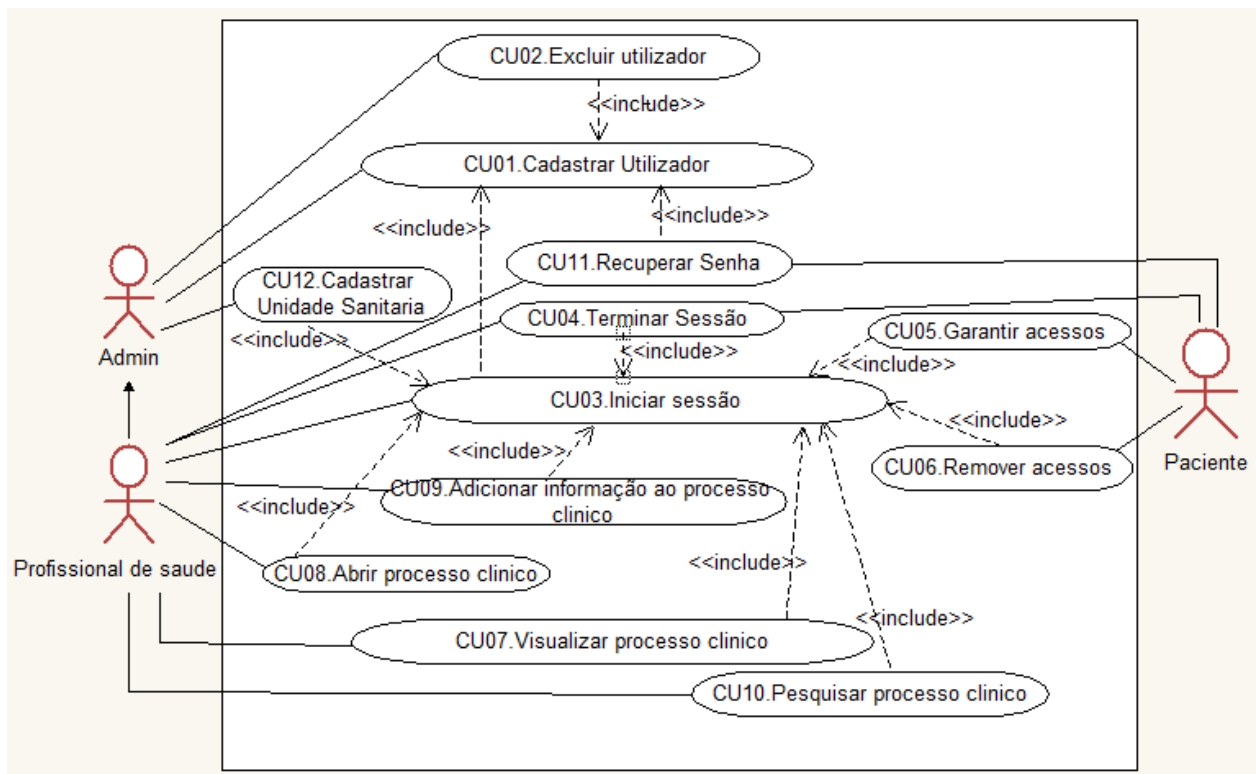 CU02.Excluir utilizador
<<include>>
CU01.Cadastrar Utilizador
<<include>>
<<include>>
CU11.Recuperar Senha
CU12.Cadastrar
Unidade Sanitaria
CU04.Terminar Sessão
CU05.Garantir acessos
<<include>>
<<include>>
<<include>>
Admin
CU03.Iniciar sessão
<<include>>
<<include>>
CU06.Remover acessos
Paciente
CU09.Adicionar informação ao processo
clinico
<<include>>
<<include>>
Profissional de saude
CU08.Abrir processo clinico
<<include>>
CU07.Visualizar processo clinico
CU10.Pesquisar processo clinico